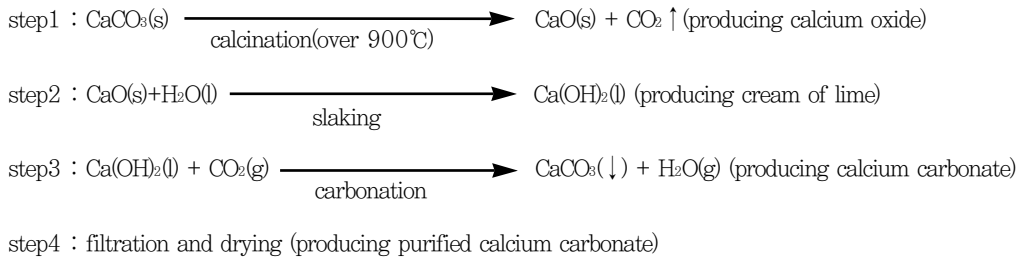 step1 : CaCO₃(s) → CaO(s) + CO₂ ↑ (producing calcium oxide)
calcination(over 900℃)
step2 : CaO(s)+H₂O(l) → Ca(OH)₂(l) (producing cream of lime)
slaking
step3 : Ca(OH)₂(l) + CO₂(g) → CaCO₃(↓) + H₂O(g) (producing calcium carbonate)
carbonation
step4 : filtration and drying (producing purified calcium carbonate)